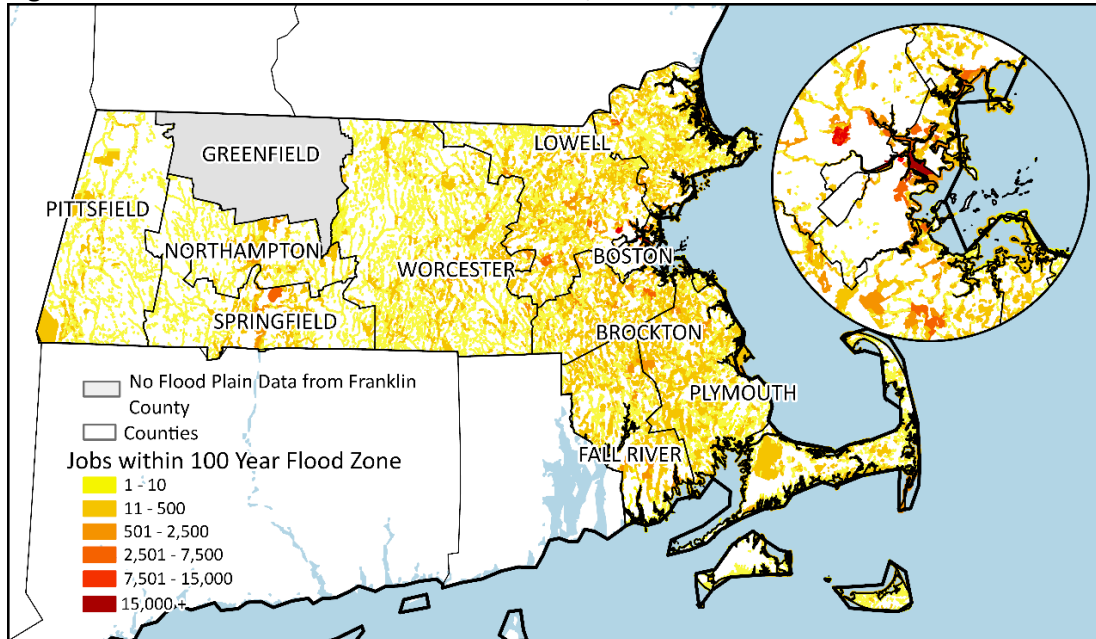 GREENFIELD
LOWELL
PITTSFIELD
NORTHAMPTON
WORCESTER
BOSTON
SPRINGFIELD
BROCKTON
PLYMOUTH
FALL RIVER
No Flood Plain Data from Franklin
County
Counties
Jobs within 100 Year Flood Zone
1 - 10
11 - 500
501 - 2,500
2,501 - 7,500
7,501 - 15,000
15,000 +